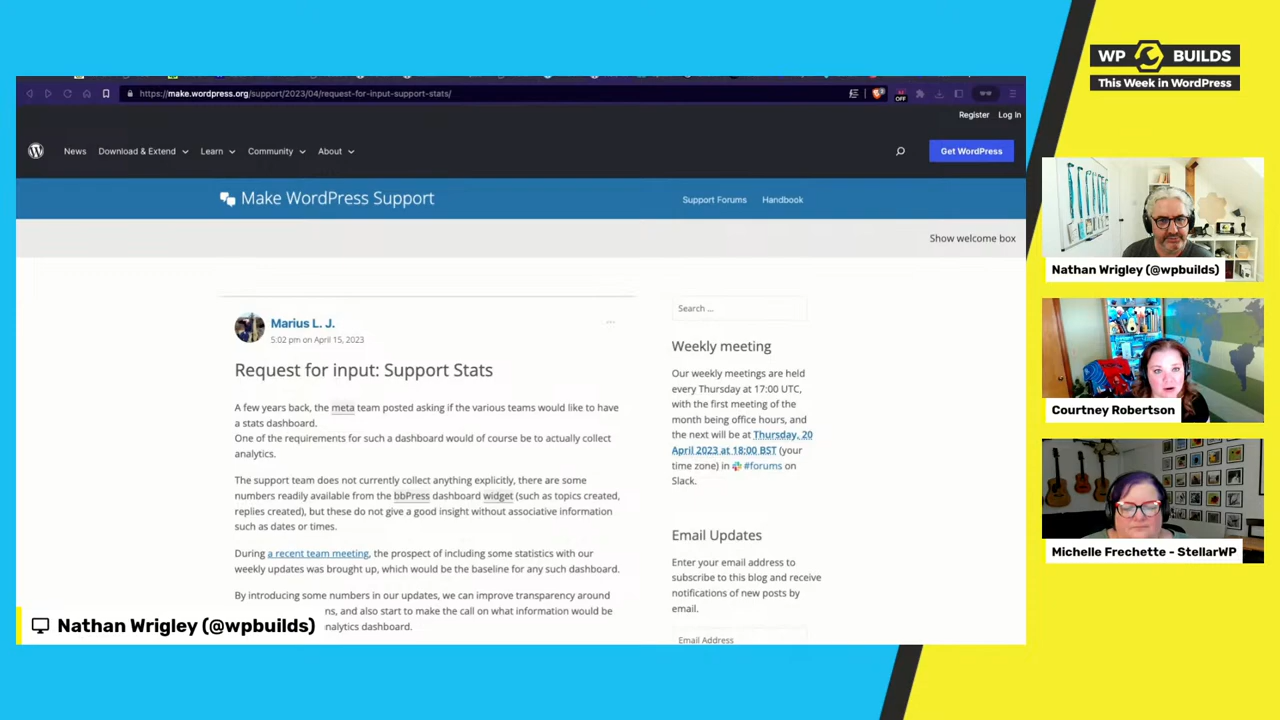 https://make.wordpress.org/support/2023/04/request-for-input-support-stats/
OFF
Register Log In
News Download & Extend Learn Community About Get WordPress
Make WordPress Support Support Forums Handbook
Show welcome box
Marius L. J.
5:02 pm on April 15, 2023
Request for input: Support Stats
A few years back, the meta team posted asking if the various teams would like to have
a stats dashboard.
One of the requirements for such a dashboard would of course be to actually collect
analytics.
The support team does not currently collect anything explicitly, there are some
numbers readily available from the bbPress dashboard widget (such as topics created,
replies created), but these do not give a good insight without associative information
such as dates or times.
During a recent team meeting, the prospect of including some statistics with our
weekly updates was brought up, which would be the baseline for any such dashboard.
By introducing some numbers in our updates, we can improve transparency around
ns, and also start to make the call on what information would be
nalytics dashboard.
Search ...
Weekly meeting
Our weekly meetings are held
every Thursday at 17:00 UTC,
with the first meeting of the
month being office hours, and
the next will be at Thursday, 20
April 2023 at 18:00 BST (your
time zone) in #forums on
Slack.
Email Updates
Enter your email address to
subscribe to this blog and receive
notifications of new posts by
email.
Email Address
Nathan Wrigley (@wpbuilds)
WP BUILDS
This Week in WordPress
Nathan Wrigley (@wpbuilds)
Courtney Robertson
Michelle Frechette - StellarWP